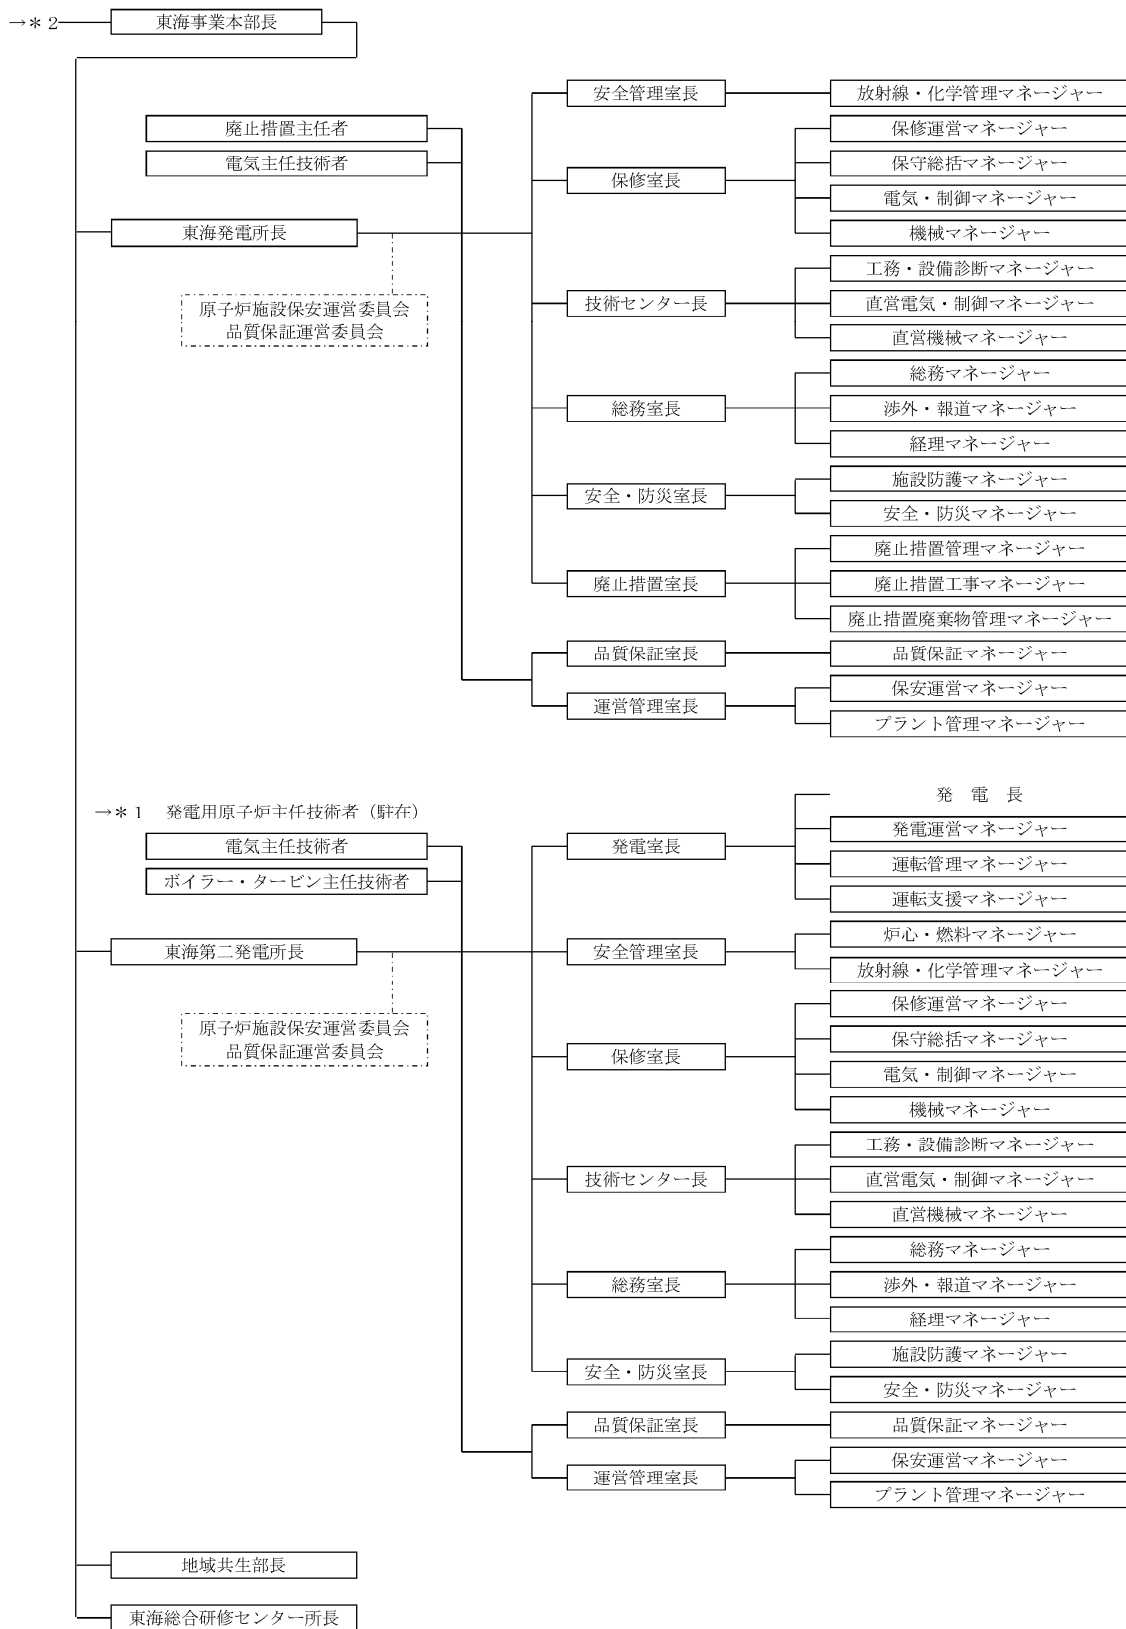 →＊2 東海事業本部長
安全管理室長 放射線・化学管理マネージャー
廃止措置主任者 保修運営マネージャー
電気主任技術者 保守総括マネージャー
保修室長
電気・制御マネージャー
東海発電所長 機械マネージャー
工務・設備診断マネージャー
原子炉施設保安運営委員会 技術センター長 直営電気・制御マネージャー
品質保証運営委員会 直営機械マネージャー
総務マネージャー
総務室長 渉外・報道マネージャー
経理マネージャー
施設防護マネージャー
安全・防災室長
安全・防災マネージャー
廃止措置管理マネージャー
廃止措置室長 廃止措置工事マネージャー
廃止措置廃棄物管理マネージャー
品質保証室長 品質保証マネージャー
保安運営マネージャー
運営管理室長
プラント管理マネージャー
発　電　長
→＊1　発電用原子炉主任技術者（駐在）
発電運営マネージャー
電気主任技術者 発電室長
運転管理マネージャー
ボイラー・タービン主任技術者
運転支援マネージャー
炉心・燃料マネージャー
東海第二発電所長 安全管理室長
放射線・化学管理マネージャー
保修運営マネージャー
原子炉施設保安運営委員会
保守総括マネージャー
品質保証運営委員会 保修室長
電気・制御マネージャー
機械マネージャー
工務・設備診断マネージャー
技術センター長 直営電気・制御マネージャー
直営機械マネージャー
総務マネージャー
総務室長 渉外・報道マネージャー
経理マネージャー
施設防護マネージャー
安全・防災室長
安全・防災マネージャー
品質保証室長 品質保証マネージャー
保安運営マネージャー
運営管理室長
プラント管理マネージャー
地域共生部長
東海総合研修センター所長